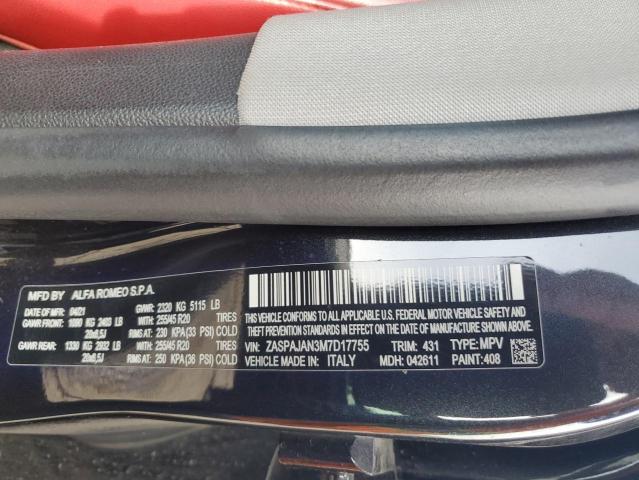 MFD BY ALFA ROMEO S.P.A.
DATE OF MFR: 04/21 GVWR: 2320 KG 5115 LB
GAWR FRONT: 1090 KG 2403 LB WITH: 255/45 R20 TIRES
20x8,5J RIMS AT: 230 KPA(33 PSI) COLD
GAWR REAR: 1330 KG 2932 LB WITH: 255/45 R20 TIRES
20x8,5J RIMS AT: 250 KPA(36 PSI) COLD
THIS VEHICLE CONFORMS TO ALL APPLICABLE
U.S. FEDERAL MOTOR VEHICLE SAFETY STANDARDS
IN EFFECT ON THE DATE OF MANUFACTURE SHOWN
ABOVE.
VIN: ZASPAJAN3M7D17755 TRIM: 431 TYPE: MPV
VEHICLE MADE IN: ITALY MDH: 042611 PAINT: 408